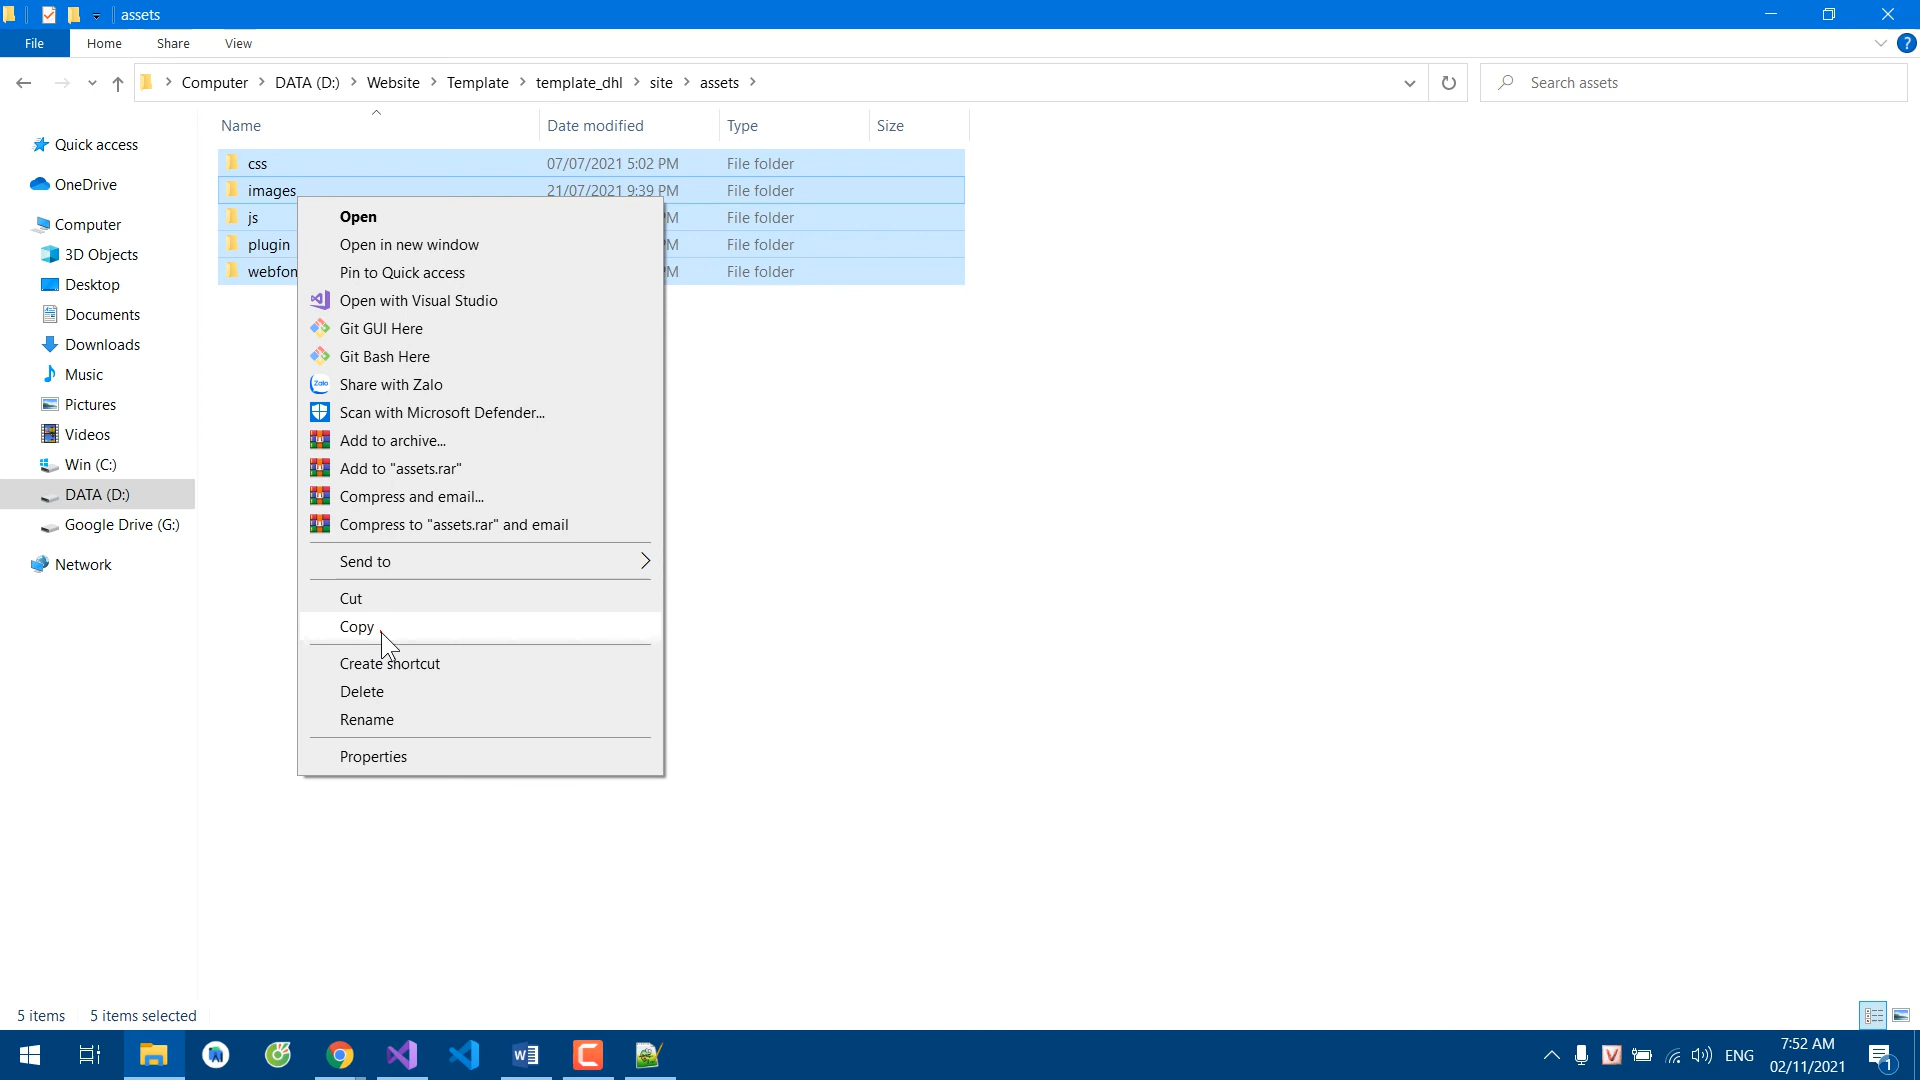 assets
File Home Share View
Computer DATA (D:) Website Template template_dhl site assets
Search assets
Name Date modified Type Size
Quick access
OneDrive
Computer
3D Objects
Desktop
Documents
Downloads
Music
Pictures
Videos
Win (C:)
DATA (D:)
Google Drive (G:)
Network
css 07/07/2021 5:02 PM File folder
images 21/07/2021 9:39 PM File folder
js File folder
plugin File folder
webfon File folder
Open
Open in new window
Pin to Quick access
Open with Visual Studio
Git GUI Here
Git Bash Here
Share with Zalo
Scan with Microsoft Defender...
Add to archive...
Add to "assets.rar"
Compress and email...
Compress to "assets.rar" and email
Send to
Cut
Copy
Create shortcut
Delete
Rename
Properties
5 items 5 items selected
ENG
7:52 AM
02/11/2021
1